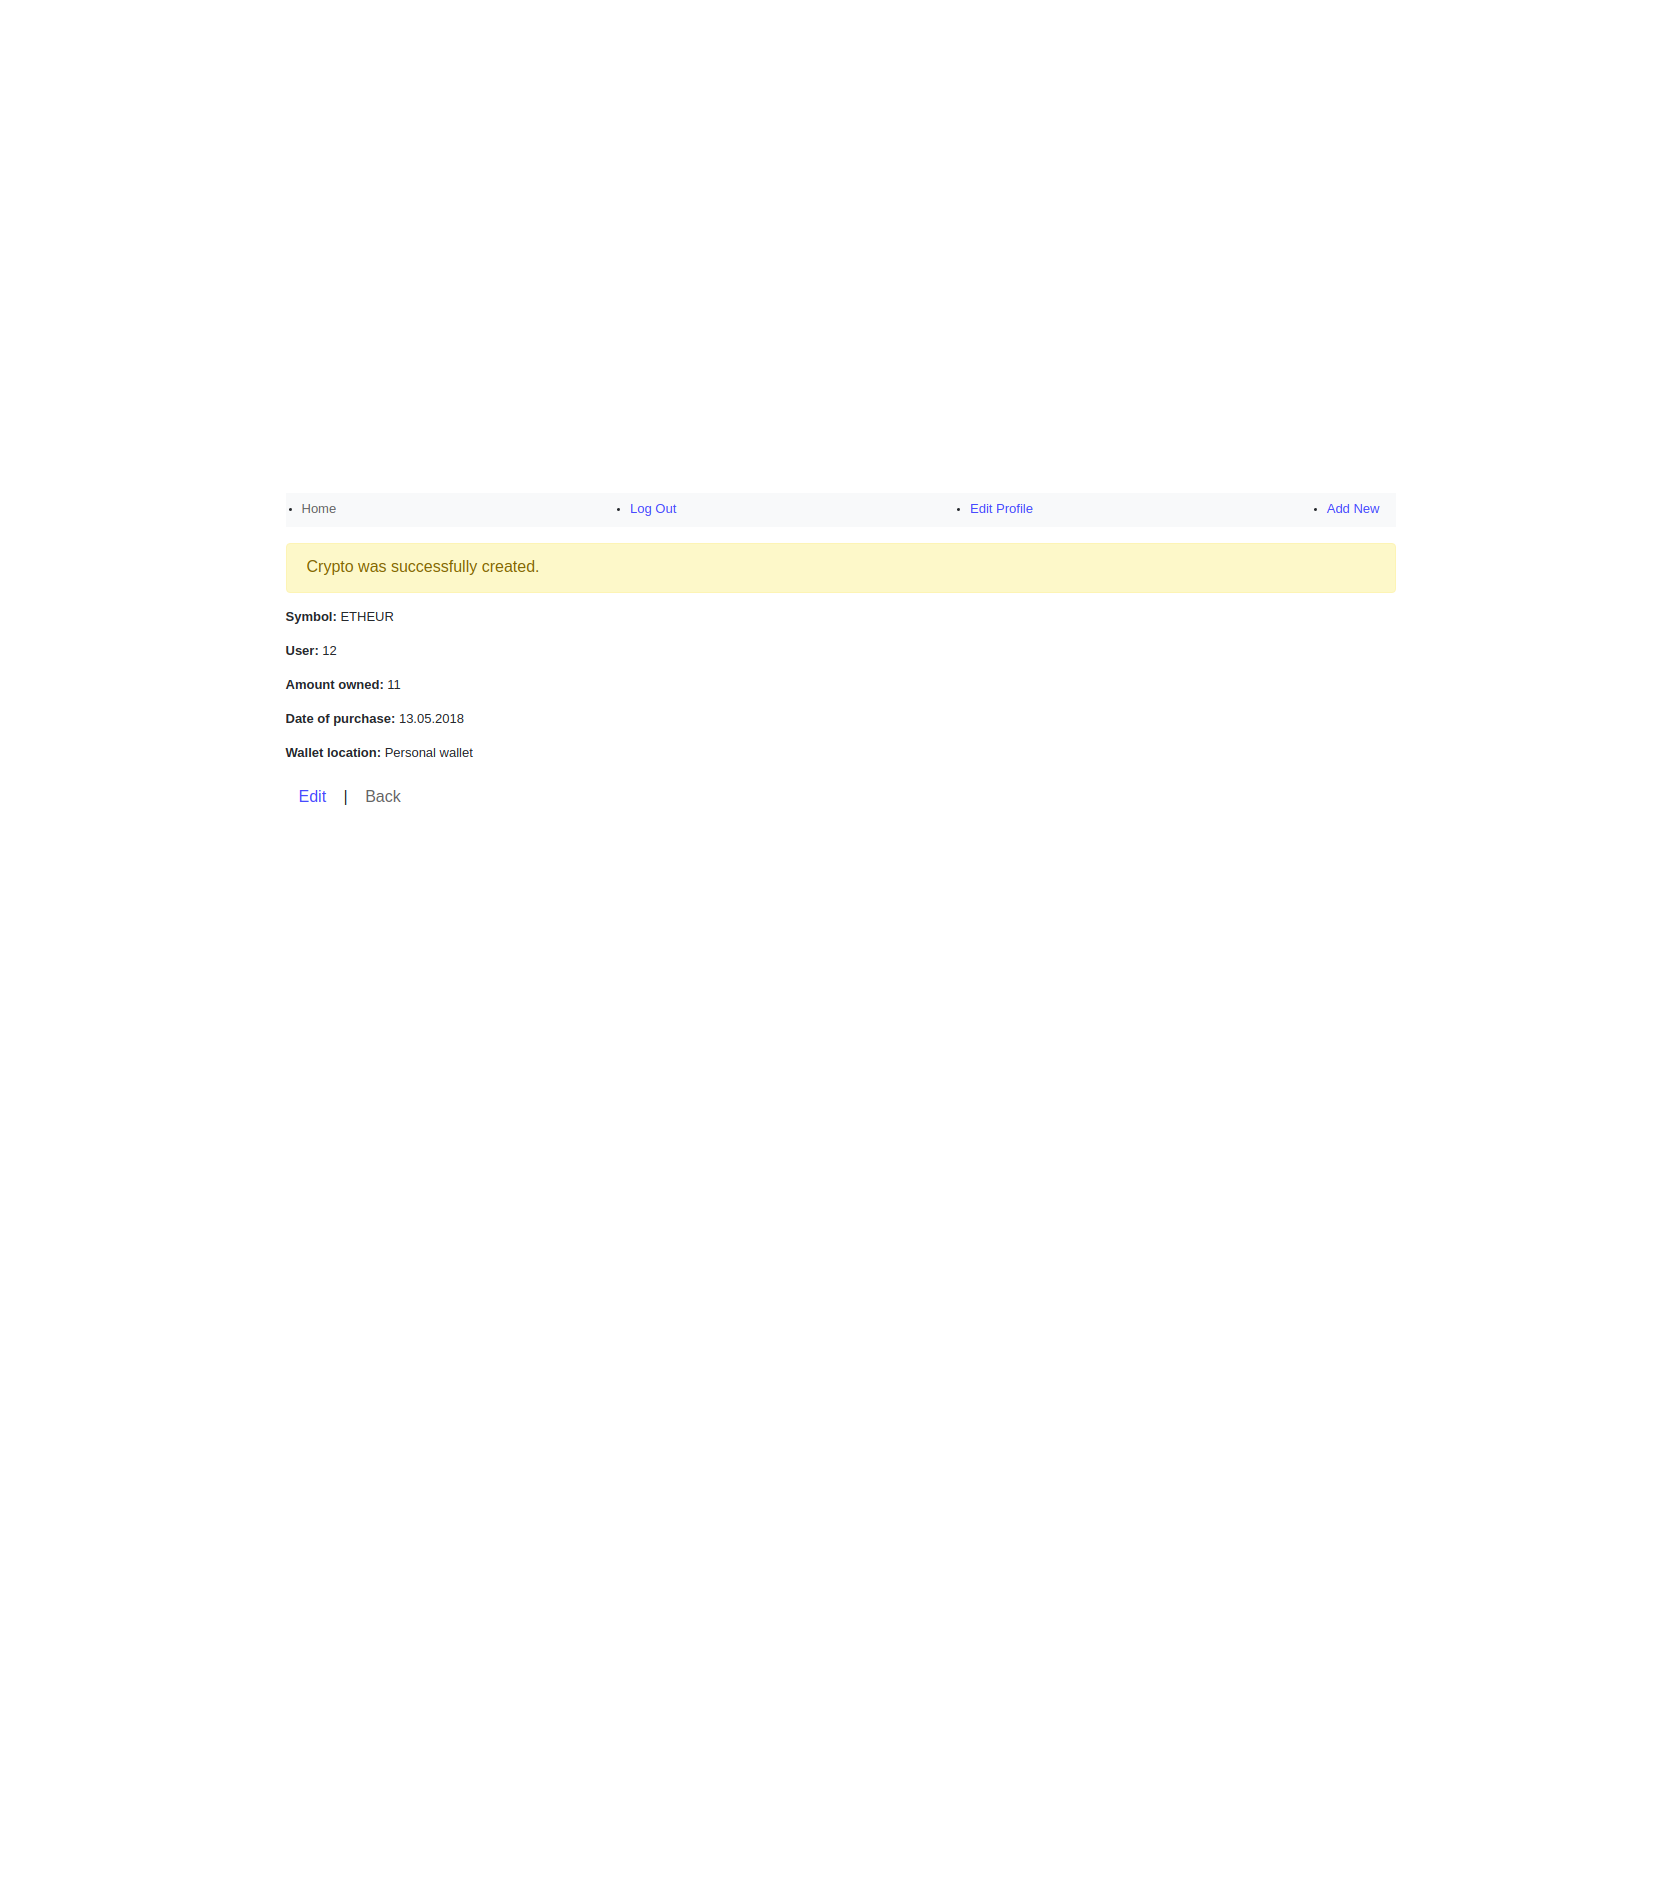 Home
Log Out
Edit Profile
Add New
Crypto was successfully created.
Symbol: ETHEUR
User: 12
Amount owned: 11
Date of purchase: 13.05.2018
Wallet location: Personal wallet
Edit | Back